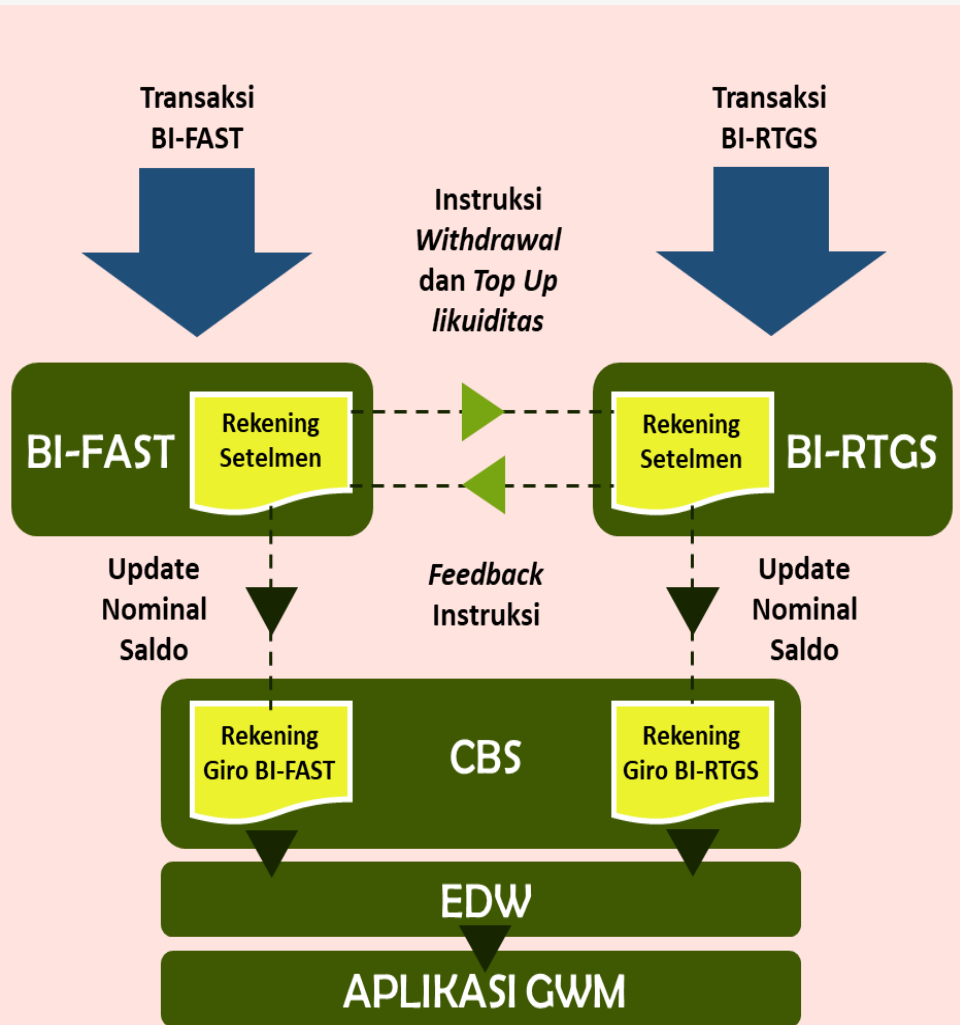 Transaksi
BI-FAST
Transaksi
BI-RTGS
Instruksi
Withdrawal
dan Top Up
likuiditas
BI-FAST
Rekening
Setelmen
Rekening
Setelmen
BI-RTGS
Update
Nominal
Saldo
Feedback
Instruksi
Update
Nominal
Saldo
Rekening
Giro BI-FAST
CBS
Rekening
Giro BI-RTGS
EDW
APLIKASI GWM